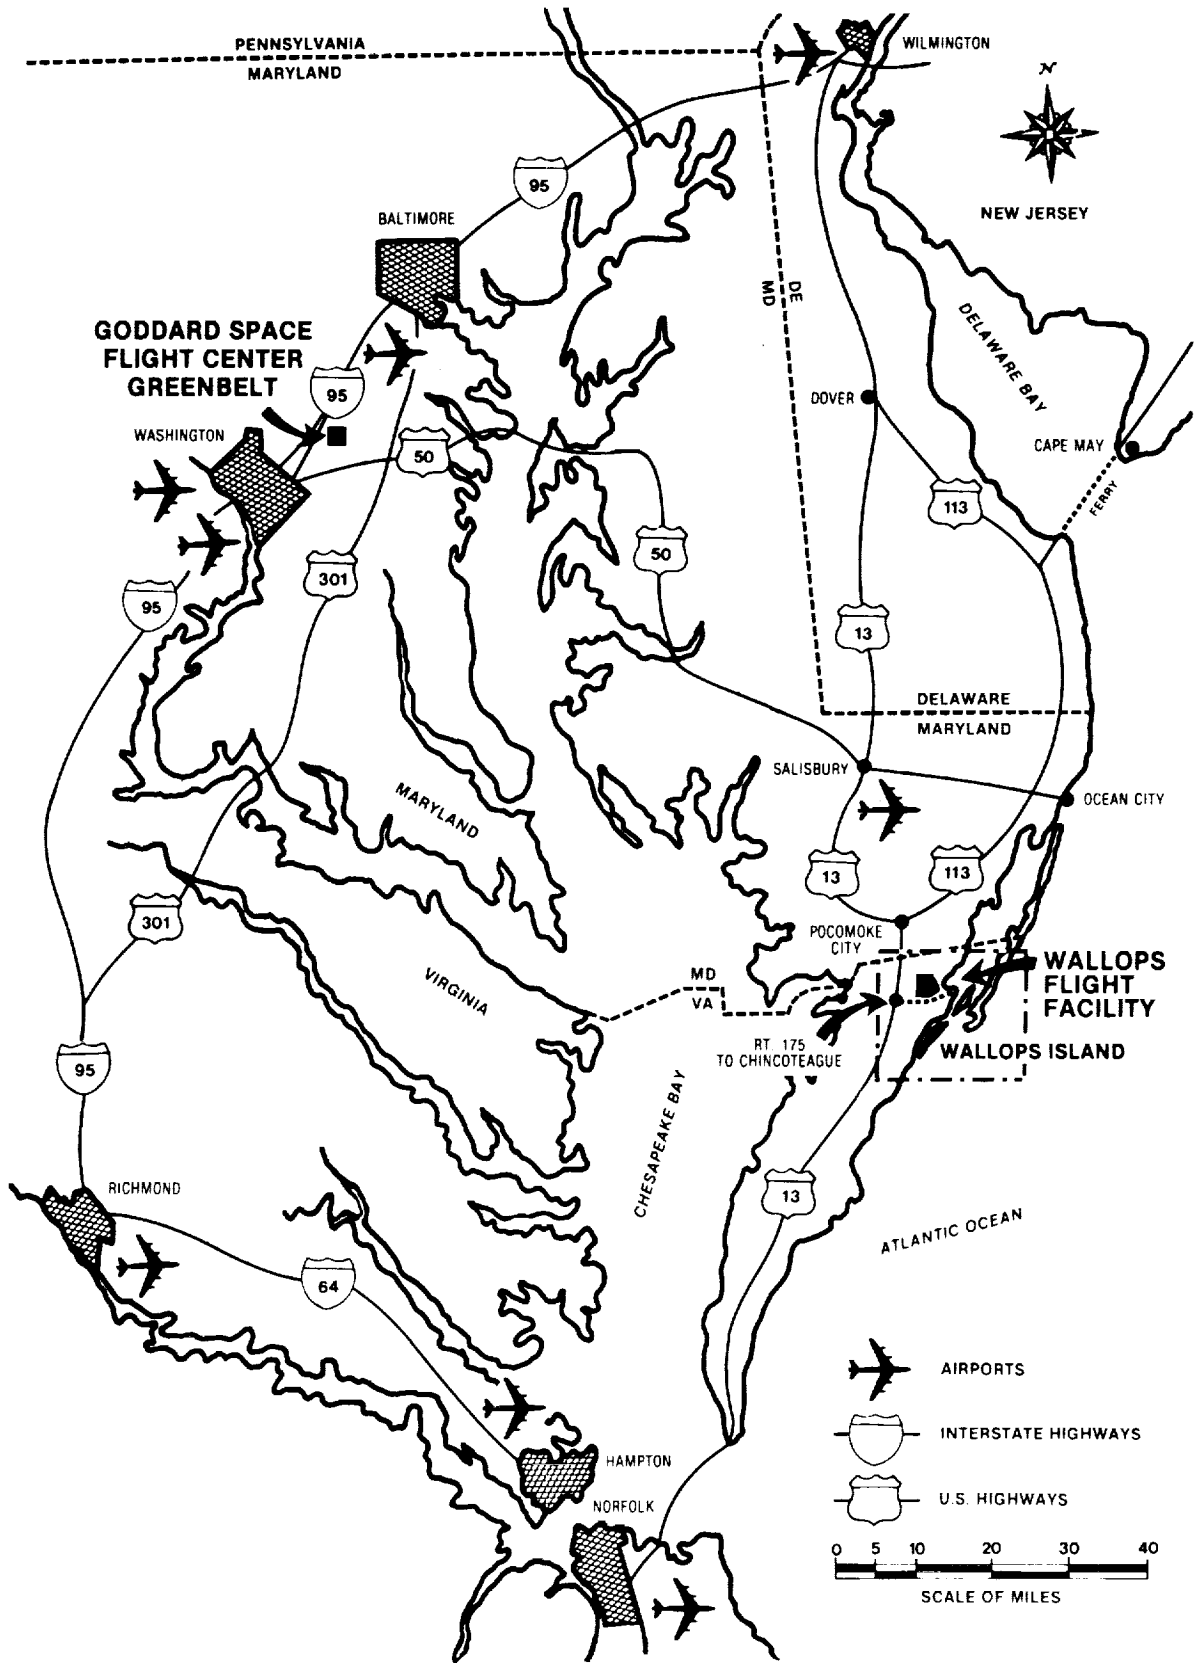 PENNSYLVANIA
MARYLAND
WILMINGTON
N
95
NEW JERSEY
BALTIMORE
DE
MD
DELAWARE BAY
GODDARD SPACE
FLIGHT CENTER
GREENBELT
95
DOVER
WASHINGTON
CAPE MAY
50
FERRY
113
50
301
95
13
DELAWARE
MARYLAND
SALISBURY
OCEAN CITY
MARYLAND
13
113
301
POCOMOKE
CITY
WALLOPS
FLIGHT
FACILITY
MD
VA
VIRGINIA
RT. 175
TO CHINCOTEAGUE
WALLOPS ISLAND
95
CHESAPEAKE BAY
RICHMOND
13
ATLANTIC OCEAN
64
AIRPORTS
INTERSTATE HIGHWAYS
HAMPTON
U.S. HIGHWAYS
NORFOLK
0 5 10 20 30 40
SCALE OF MILES